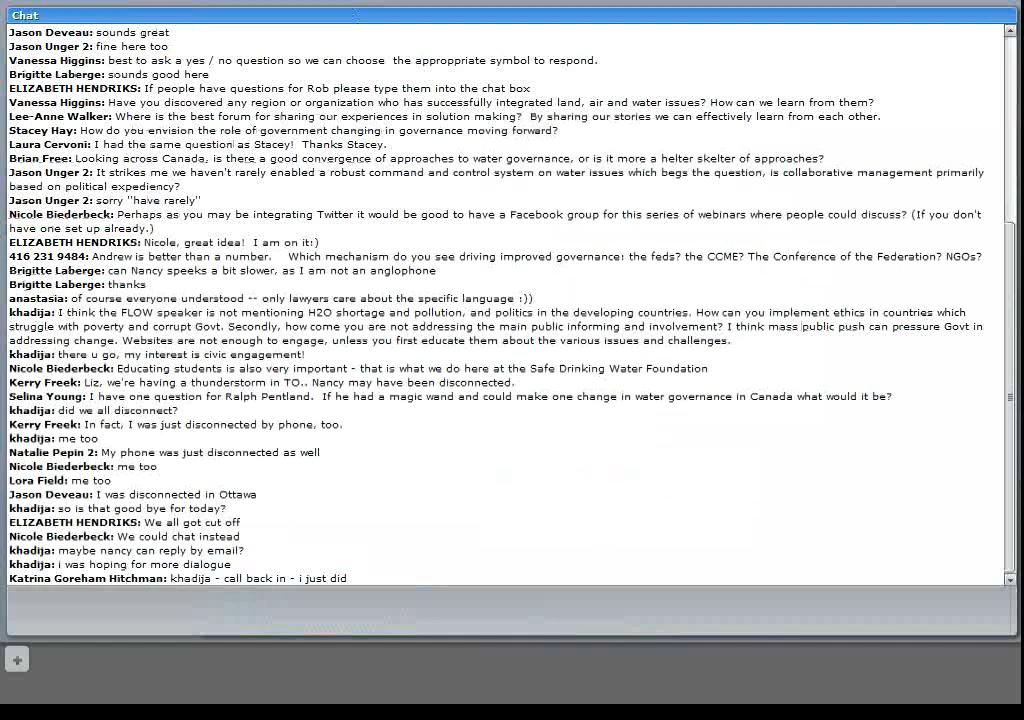 Chat
Jason Deveau: sounds great
Jason Unger 2: fine here too
Vanessa Higgins: best to ask a yes / no question so we can choose the approppriate symbol to respond.
Brigitte Laberge: sounds good here
ELIZABETH HENDRIKS: If people have questions for Rob please type them into the chat box
Vanessa Higgins: Have you discovered any region or organization who has successfully integrated land, air and water issues? How can we learn from them?
Lee-Anne Walker: Where is the best forum for sharing our experiences in solution making? By sharing our stories we can effectively learn from each other.
Stacey Hay: How do you envision the role of government changing in governance moving forward?
Laura Cervoni: I had the same question as Stacey! Thanks Stacey.
Brian Free: Looking across Canada, is there a good convergence of approaches to water governance, or is it more a helter skelter of approaches?
Jason Unger 2: It strikes me we haven't rarely enabled a robust command and control system on water issues which begs the question, is collaborative management primarily
based on political expediency?
Jason Unger 2: sorry "have rarely"
Nicole Biederbeck: Perhaps as you may be integrating Twitter it would be good to have a Facebook group for this series of webinars where people could discuss? (If you don't
have one set up already.)
ELIZABETH HENDRIKS: Nicole, great idea! I am on it:)
416 231 9484: Andrew is better than a number. Which mechanism do you see driving improved governance: the feds? the CCME? The Conference of the Federation? NGOs?
Brigitte Laberge: can Nancy speeks a bit slower, as I am not an anglophone
Brigitte Laberge: thanks
anastasia: of course everyone understood -- only lawyers care about the specific language :))
khadija: I think the FLOW speaker is not mentioning H2O shortage and pollution, and politics in the developing countries. How can you implement ethics in countries which
struggle with poverty and corrupt Govt. Secondly, how come you are not addressing the main public informing and involvement? I think mass public push can pressure Govt in
addressing change. Websites are not enough to engage, unless you first educate them about the various issues and challenges.
khadija: there u go, my interest is civic engagement!
Nicole Biederbeck: Educating students is also very important - that is what we do here at the Safe Drinking Water Foundation
Kerry Freek: Liz, we're having a thunderstorm in TO.. Nancy may have been disconnected.
Selina Young: I have one question for Ralph Pentland. If he had a magic wand and could make one change in water governance in Canada what would it be?
khadija: did we all disconnect?
Kerry Freek: In fact, I was just disconnected by phone, too.
khadija: me too
Natalie Pepin 2: My phone was just disconnected as well
Nicole Biederbeck: me too
Lora Field: me too
Jason Deveau: I was disconnected in Ottawa
khadija: so is that good bye for today?
ELIZABETH HENDRIKS: We all got cut off
Nicole Biederbeck: We could chat instead
khadija: maybe nancy can reply by email?
khadija: i was hoping for more dialogue
Katrina Goreham Hitchman: khadija - call back in - i just did